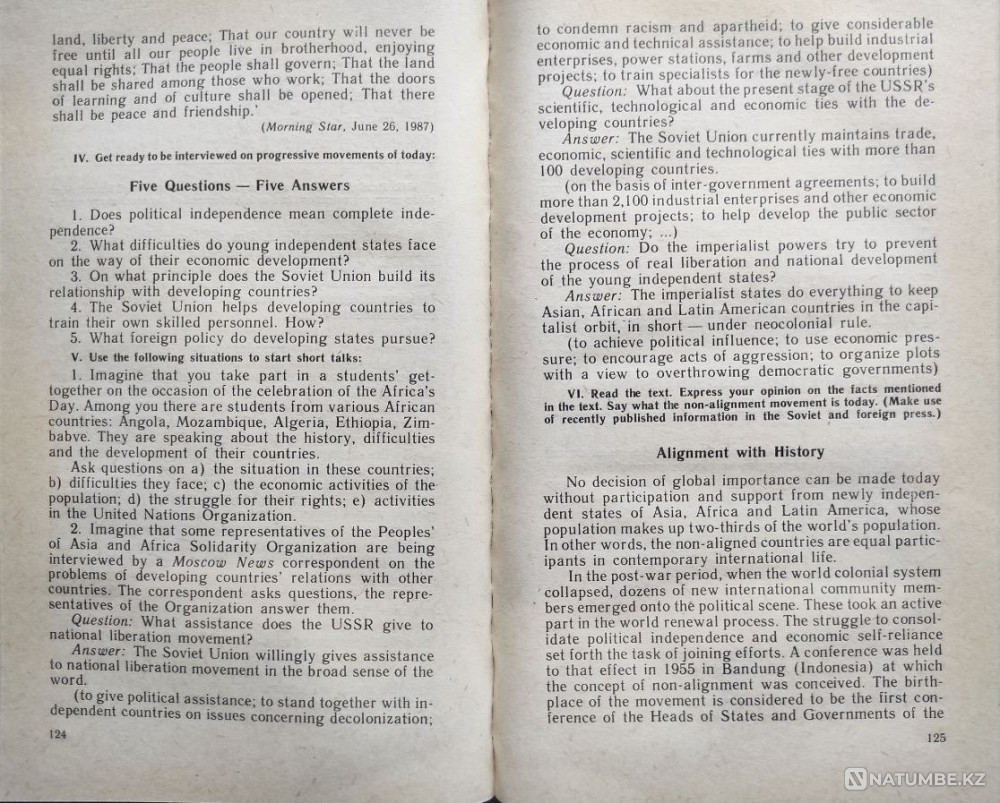 land, liberty and peace; That our country will never be
free until all our people live in brotherhood, enjoying
equal rights; That the people shall govern; That the land
shall be shared among those who work; That the doors
of learning and of culture shall be opened; That there
shall be peace and friendship.'
(Morning Star, June 26, 1987)
IV. Get ready to be interviewed on progressive movements of today:
Five Questions — Five Answers
1. Does political independence mean complete inde-
pendence?
2. What difficulties do young independent states face
on the way of their economic development?
3. On what principle does the Soviet Union build its
relationship with developing countries?
4. The Soviet Union helps developing countries to
train their own skilled personnel. How?
5. What foreign policy do developing states pursue?
V. Use the following situations to start short talks:
1. Imagine that you take part in a students' get-
together on the occasion of the celebration of the Africa's
Day. Among you there are students from various African
countries: Angola, Mozambique, Algeria, Ethiopia, Zim-
babve. They are speaking about the history, difficulties
and the development of their countries.
Ask questions on a) the situation in these countries;
b) difficulties they face; c) the economic activities of the
population; d) the struggle for their rights; e) activities
in the United Nations Organization.
2. Imagine that some representatives of the Peoples'
of Asia and Africa Solidarity Organization are being
interviewed by a Moscow News correspondent on the
problems of developing countries' relations with other
countries. The correspondent asks questions, the repre-
sentatives of the Organization answer them.
Question: What assistance does the USSR give to
national liberation movement?
Answer: The Soviet Union willingly gives assistance
to national liberation movement in the broad sense of the
word.
(to give political assistance; to stand together with in-
dependent countries on issues concerning decolonization;
124
to condemn racism and apartheid; to give considerable
economic and technical assistance; to help build industrial
enterprises, power stations, farms and other development
projects; to train specialists for the newly-free countries)
Question: What about the present stage of the USSR's
scientific, technological and economic ties with the de-
veloping countries?
Answer: The Soviet Union currently maintains trade,
economic, scientific and technological ties with more than
100 developing countries.
(on the basis of inter-government agreements; to build
more than 2,100 industrial enterprises and other economic
development projects; to help develop the public sector
of the economy; ...)
Question: Do the imperialist powers try to prevent
the process of real liberation and national development
of the young independent states?
Answer: The imperialist states do everything to keep
Asian, African and Latin American countries in the capi-
talist orbit, in short — under neocolonial rule.
(to achieve political influence; to use economic pres-
sure; to encourage acts of aggression; to organize plots
with a view to overthrowing democratic governments)
VI. Read the text. Express your opinion on the facts mentioned
in the text. Say what the non-alignment movement is today. (Make use
of recently published information in the Soviet and foreign press.)
Alignment with History
No decision of global importance can be made today
without participation and support from newly indepen-
dent states of Asia, Africa and Latin America, whose
population makes up two-thirds of the world's population.
In other words, the non-aligned countries are equal partic-
ipants in contemporary international life.
In the post-war period, when the world colonial system
collapsed, dozens of new international community mem-
bers emerged onto the political scene. These took an active
part in the world renewal process. The struggle to consol-
idate political independence and economic self-reliance
set forth the task of joining efforts. A conference was held
to that effect in 1955 in Bandung (Indonesia) at which
the concept of non-alignment was conceived. The birth-
place of the movement is considered to be the first con-
ference of the Heads of States and Governments of the
125
NATUMBE.KZ